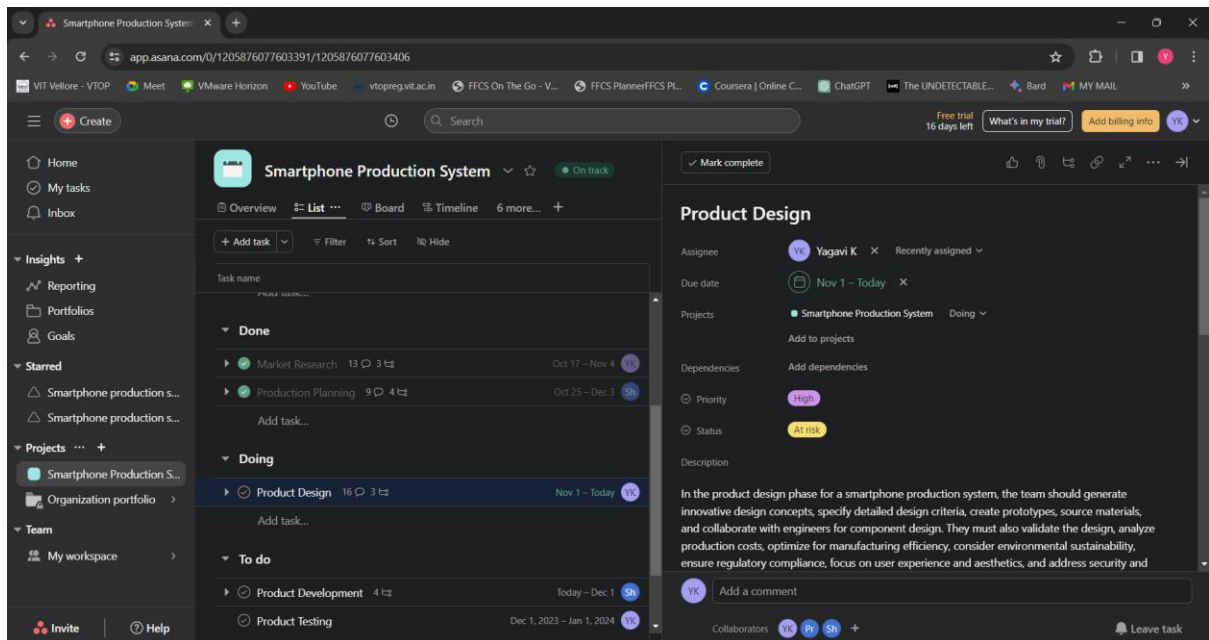 Smartphone Production System
app.asana.com/0/1205876077603391/1205876077603406
VIT Vellore - VTOP Meet VMware Horizon YouTube vtopreg.vit.ac.in FFCS On The Go - V... FFCS PlannerFFCS Pl... Coursera | Online C... ChatGPT The UNDETECTABLE... Bard MY MAIL »
Create Search Free trial
16 days left What's in my trial? Add billing info YK
Home
My tasks
Inbox
Insights +
Reporting
Portfolios
Goals
Starred
Smartphone production s...
Smartphone production s...
Projects ... +
Smartphone Production S...
Organization portfolio
Team
My workspace
Invite Help
Smartphone Production System On track
Overview List ... Board Timeline 6 more... +
+ Add task Filter Sort Hide
Task name
Add task...
Done
Market Research 13 3 Oct 17 – Nov 4 YK
Production Planning 9 4 Oct 25 – Dec 3 Sh
Add task...
Doing
Product Design 16 3 Nov 1 – Today YK
Add task...
To do
Product Development 4 Today – Dec 1 Sh
Product Testing Dec 1, 2023 – Jan 1, 2024 YK
Mark complete
Product Design
Assignee YK Yagavi K × Recently assigned
Due date Nov 1 – Today ×
Projects Smartphone Production System Doing
Add to projects
Dependencies Add dependencies
Priority High
Status At risk
Description
In the product design phase for a smartphone production system, the team should generate
innovative design concepts, specify detailed design criteria, create prototypes, source materials,
and collaborate with engineers for component design. They must also validate the design, analyze
production costs, optimize for manufacturing efficiency, consider environmental sustainability,
ensure regulatory compliance, focus on user experience and aesthetics, and address security and
YK Add a comment
Collaborators YK Pr Sh + Leave task